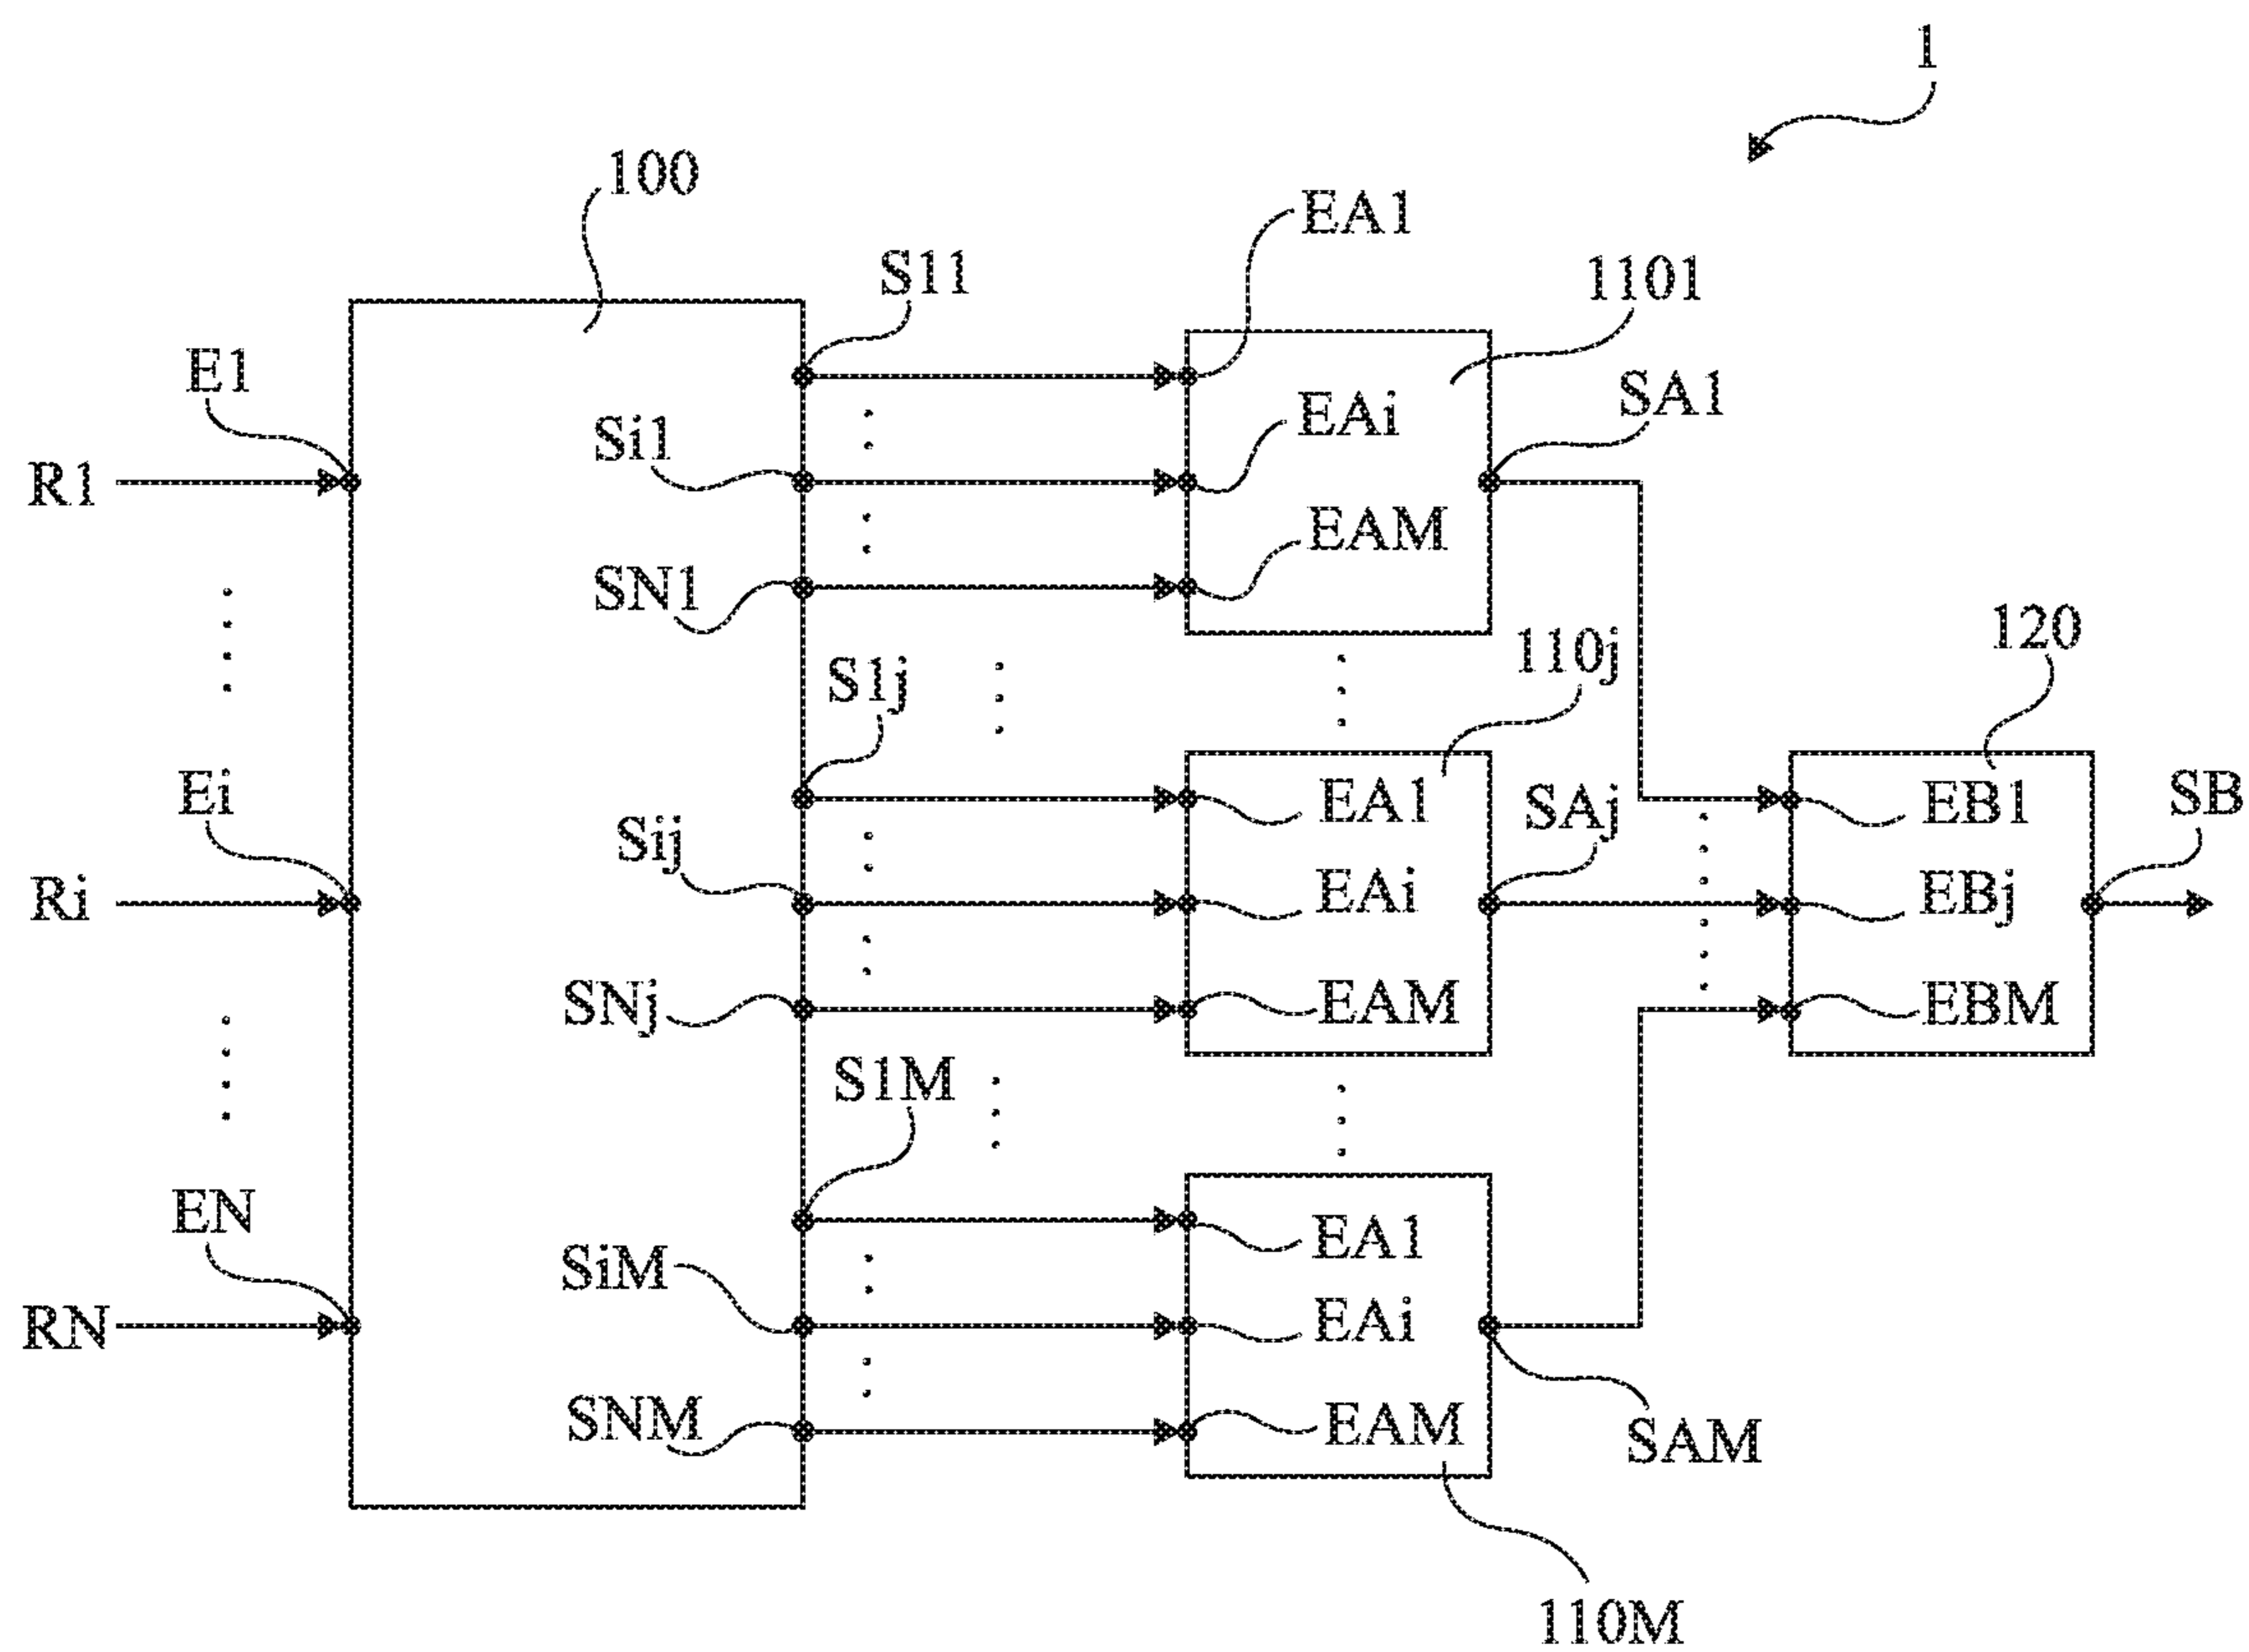 1
100
EA1
S11
1101
E1
SA1
EAi
Si1
R1
EAM
SN1
120
110j
S1j
Ei
EB1
SB
EA1
SAj
Sij
Ri
EAi
EBj
SNj
EAM
EBM
S1M
EN
EA1
SiM
RN
EAi
SNM
EAM
SAM
110M